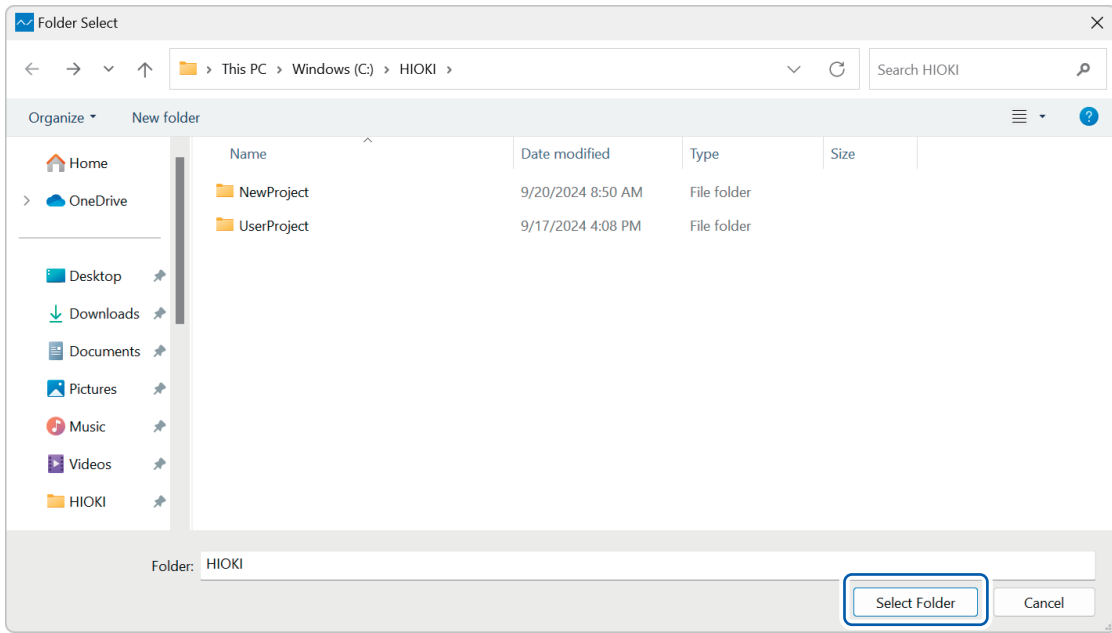 Folder Select
This PC > Windows (C:) > HIOKI >
Search HIOKI
Organize
New folder
Name Date modified Type Size
Home
OneDrive
Desktop
Downloads
Documents
Pictures
Music
Videos
HIOKI
NewProject 9/20/2024 8:50 AM File folder
UserProject 9/17/2024 4:08 PM File folder
Folder: HIOKI
Select Folder Cancel